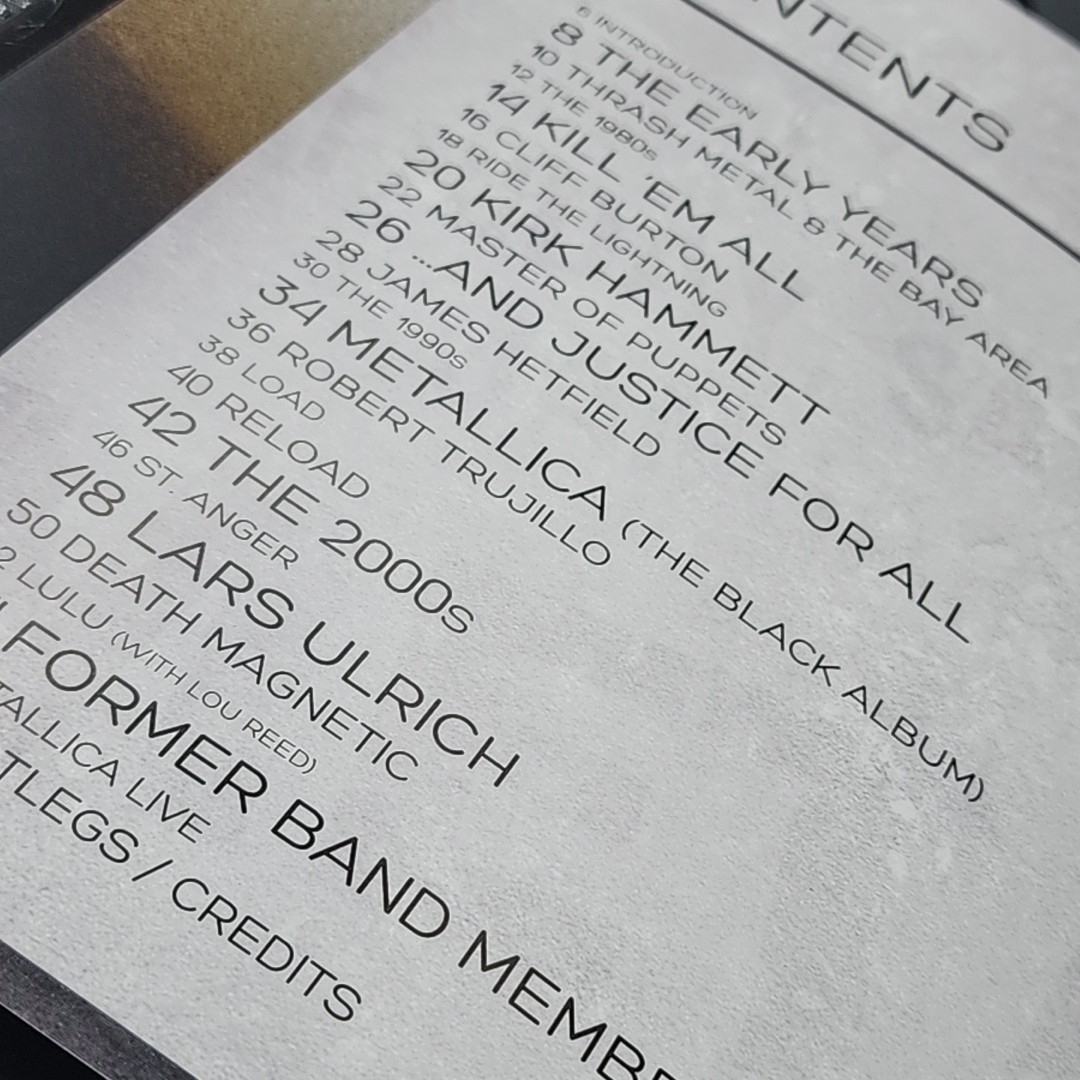 NTENTS
6 INTRODUCTION
8 THE EARLY YEARS
10 THRASH METAL & THE BAY AREA
12 THE 1980s
14 KILL 'EM ALL
16 CLIFF BURTON
18 RIDE THE LIGHTNING
20 KIRK HAMMETT
22 MASTER OF PUPPETS
26 ...AND JUSTICE FOR ALL
28 JAMES HETFIELD
30 THE 1990s
34 METALLICA (THE BLACK ALBUM)
36 ROBERT TRUJILLO
38 LOAD
40 RELOAD
42 THE 2000s
46 ST. ANGER
48 LARS ULRICH
50 DEATH MAGNETIC
2 LULU (WITH LOU REED)
FORMER BAND MEMBE
TALLICA LIVE
TLEGS / CREDITS